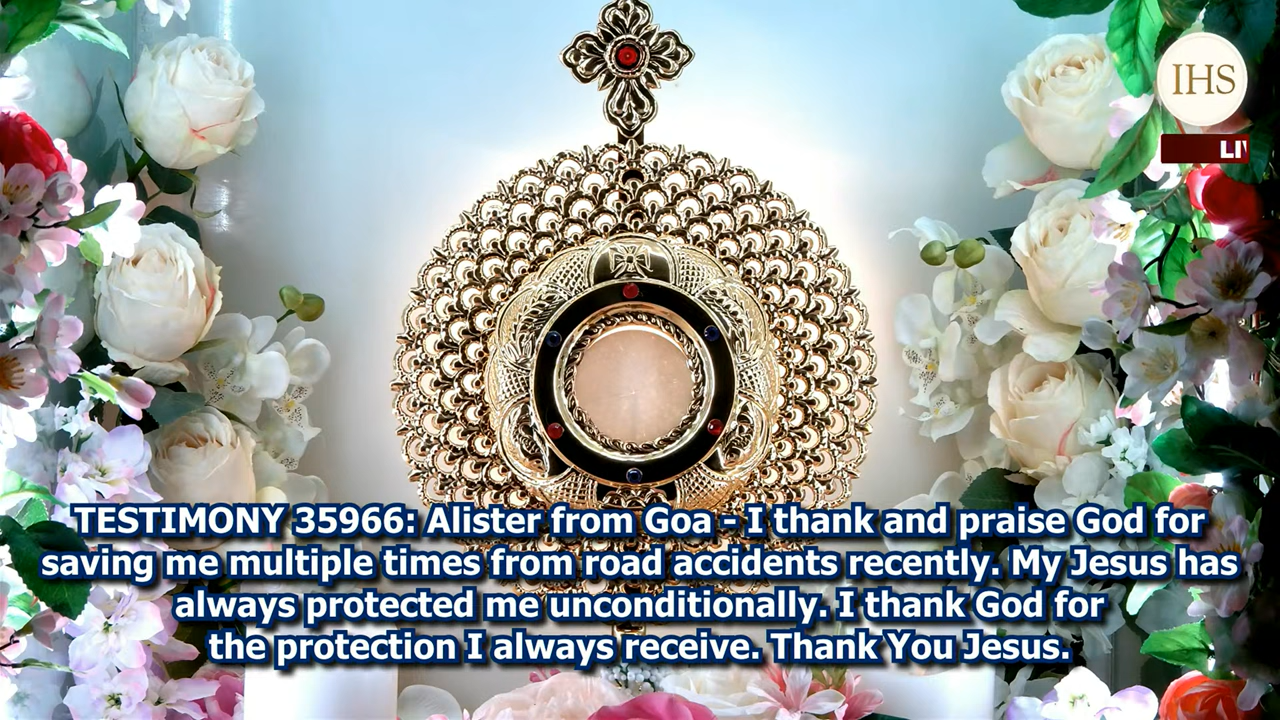 IHS
TESTIMONY 35966: Alister from Goa - I thank and praise God for
saving me multiple times from road accidents recently. My Jesus has
always protected me unconditionally. I thank God for
the protection I always receive. Thank You Jesus.